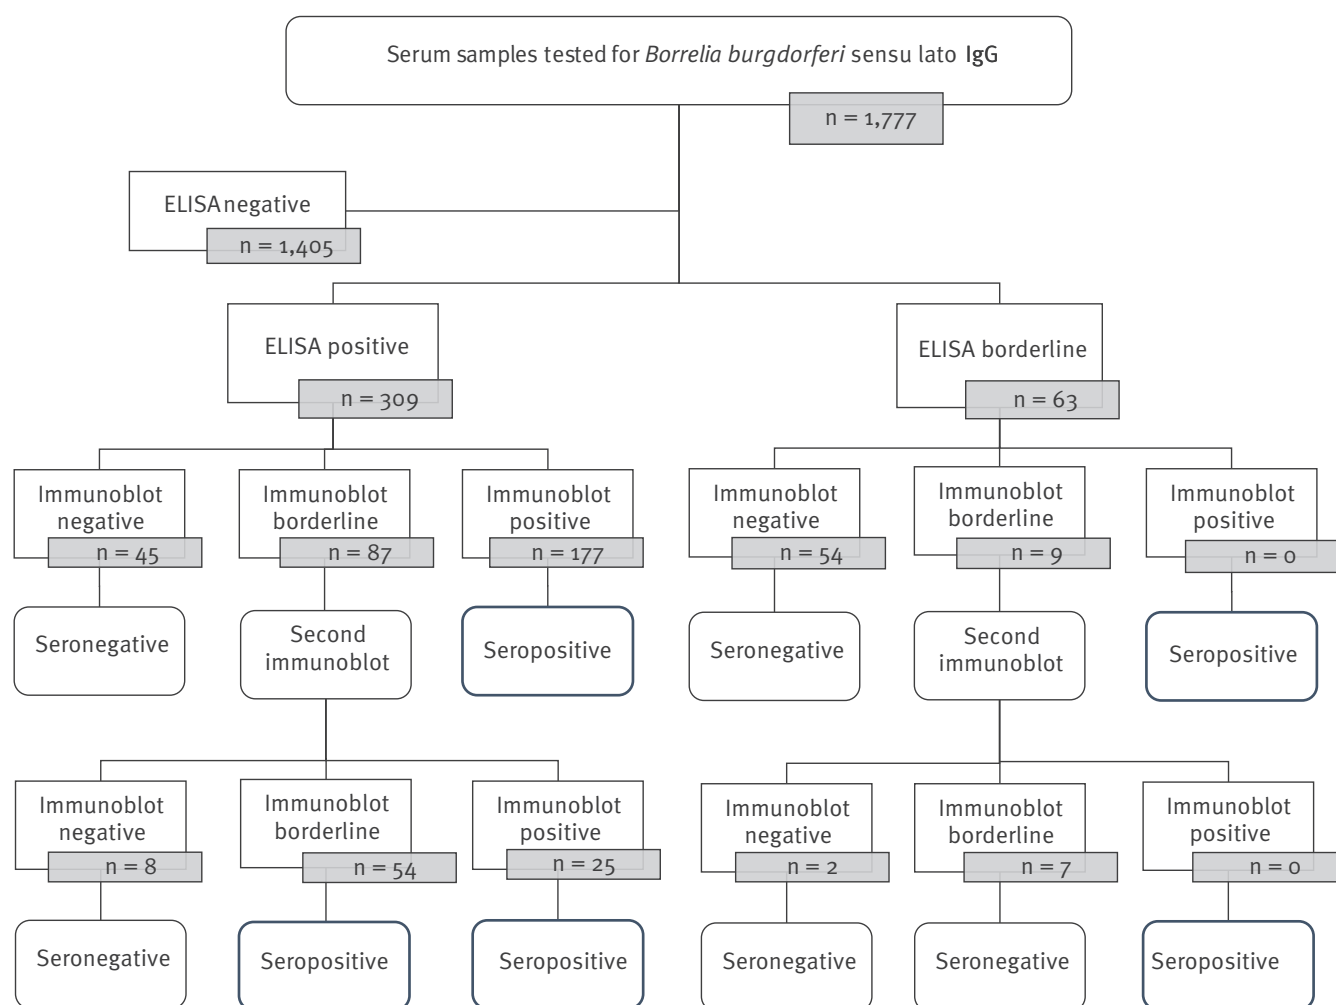 Serum samples tested for Borrelia burgdorferi sensu lato IgG
n = 1,777
ELISA negative
n = 1,405
ELISA positive
n = 309
ELISA borderline
n = 63
Immunoblot
negative
n = 45
Immunoblot
borderline
n = 87
Immunoblot
positive
n = 177
Immunoblot
negative
n = 54
Immunoblot
borderline
n = 9
Immunoblot
positive
n = 0
Seronegative
Second
immunoblot
Seropositive
Seronegative
Second
immunoblot
Seropositive
Immunoblot
negative
n = 8
Immunoblot
borderline
n = 54
Immunoblot
positive
n = 25
Immunoblot
negative
n = 2
Immunoblot
borderline
n = 7
Immunoblot
positive
n = 0
Seronegative
Seropositive
Seropositive
Seronegative
Seronegative
Seropositive